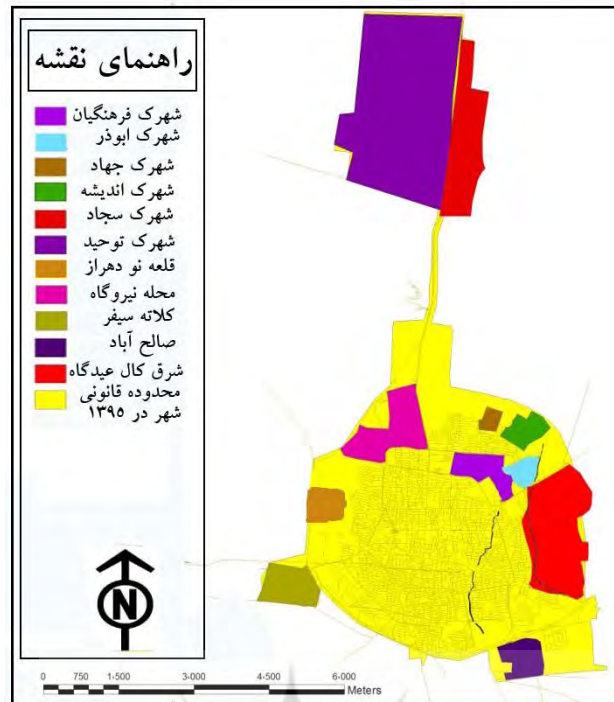 راهنمای نقشه
شهرک فرهنگیان
شهرک ابوذر
شهرک جهاد
شهرک اندیشه
شهرک سجاد
شهرک توحید
قلعه نو دهراز
محله نیروگاه
کلاته سیفر
صالح آباد
شرق کال عیدگاه
محدوده قانونی
شهر در ۱۳۹۵
N
0 750 1·500 3·000 4·500 6·000
Meters